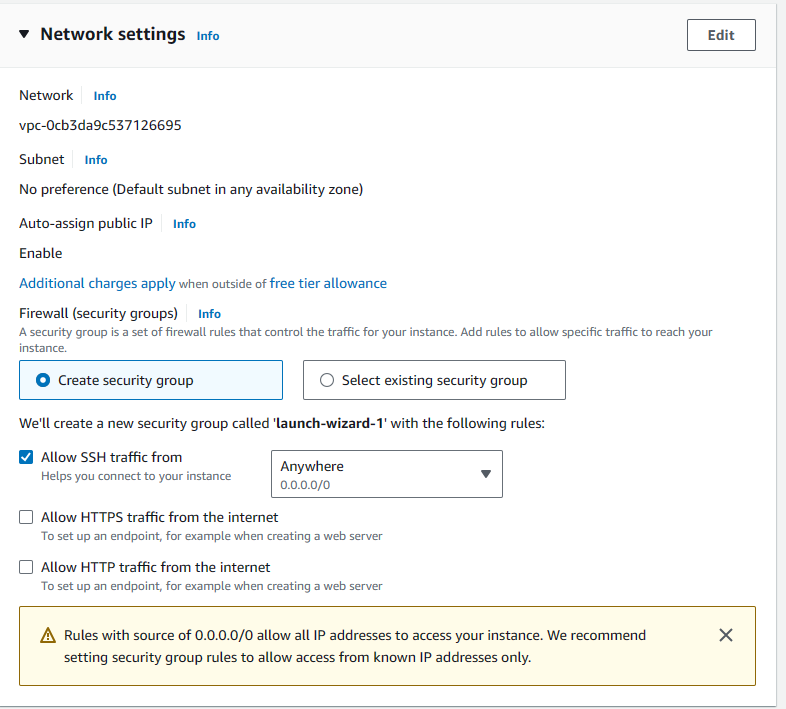 Network settings Info
Edit
Network Info
vpc-0cb3da9c537126695
Subnet Info
No preference (Default subnet in any availability zone)
Auto-assign public IP Info
Enable
Additional charges apply when outside of free tier allowance
Firewall (security groups) Info
A security group is a set of firewall rules that control the traffic for your instance. Add rules to allow specific traffic to reach your
instance.
Create security group
Select existing security group
We'll create a new security group called 'launch-wizard-1' with the following rules:
Allow SSH traffic from
Helps you connect to your instance
Anywhere
0.0.0.0/0
Allow HTTPS traffic from the internet
To set up an endpoint, for example when creating a web server
Allow HTTP traffic from the internet
To set up an endpoint, for example when creating a web server
Rules with source of 0.0.0.0/0 allow all IP addresses to access your instance. We recommend
setting security group rules to allow access from known IP addresses only.